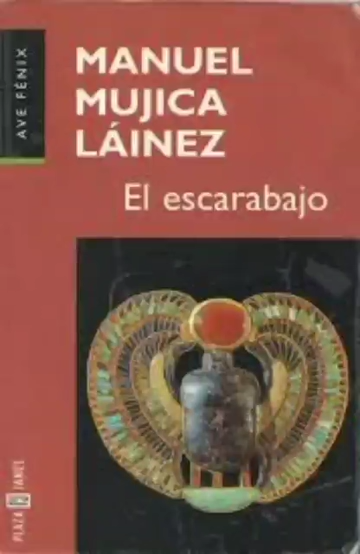 AVE FÉNIX
MANUEL
MUJICA
LÁINEZ
El escarabajo
PLAZA JANÉS